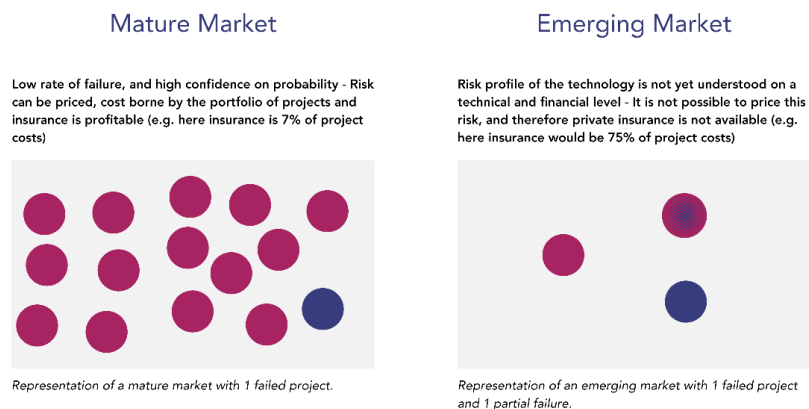 Mature Market
Low rate of failure, and high confidence on probability - Risk
can be priced, cost borne by the portfolio of projects and
insurance is profitable (e.g. here insurance is 7% of project
costs)
Representation of a mature market with 1 failed project.
Emerging Market
Risk profile of the technology is not yet understood on a
technical and financial level - It is not possible to price this
risk, and therefore private insurance is not available (e.g.
here insurance would be 75% of project costs)
Representation of an emerging market with 1 failed project
and 1 partial failure.